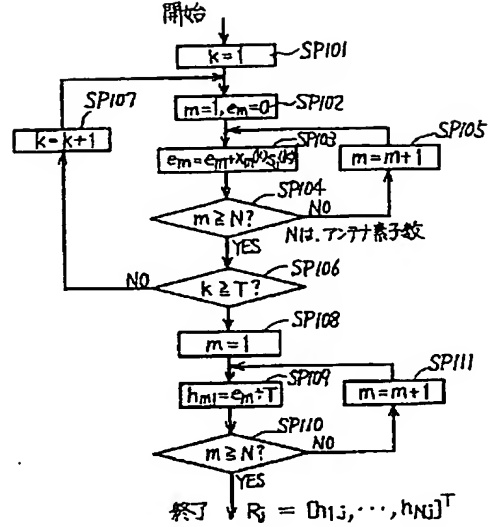 開始
k=1
SP101
SP107
m=1, em=0
SP102
k=k+1
SP103
SP105
em=em+xm(k)sj(k)
m=m+1
SP104
m≧N?
NO
Nは、アンテナ素子数
YES
SP106
NO
k≧T?
YES
SP108
m=1
SP111
SP109
hmj=em÷T
m=m+1
SP110
m≧N?
NO
YES
終了 Rj = [h1j, ···, hNj]^T